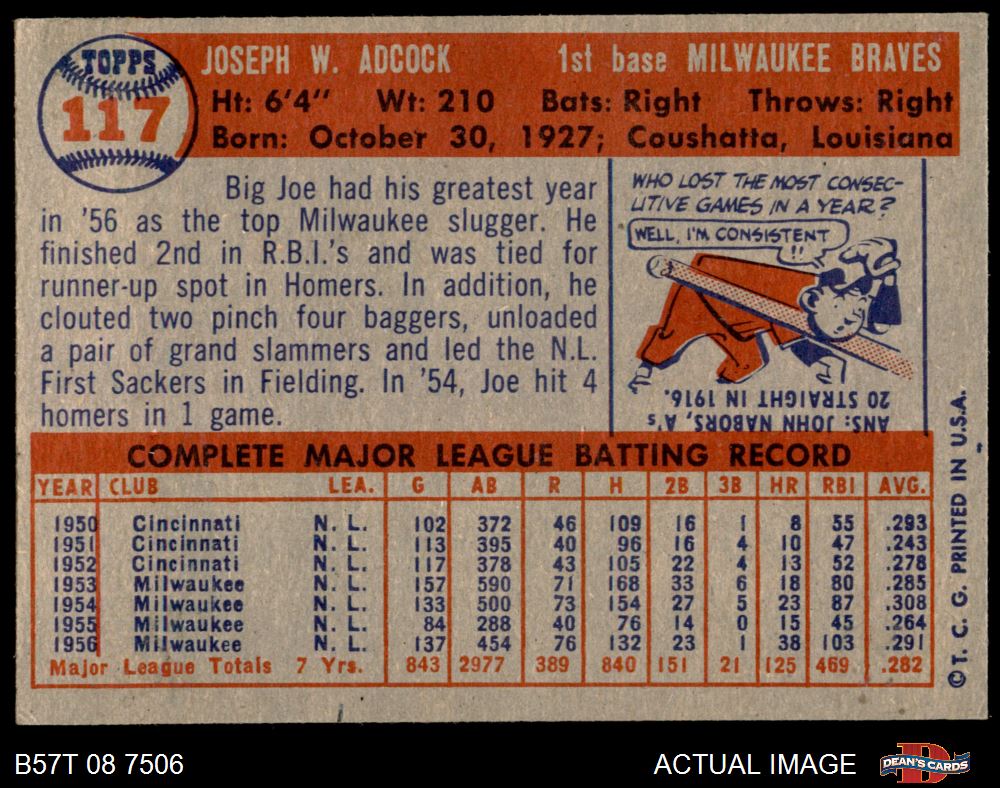 TOPPS
117
JOSEPH W. ADCOCK 1st base MILWAUKEE BRAVES
Ht: 6'4" Wt: 210 Bats: Right Throws: Right
Born: October 30, 1927; Coushatta, Louisiana
Big Joe had his greatest year
in '56 as the top Milwaukee slugger. He
finished 2nd in R.B.I.'s and was tied for
runner-up spot in Homers. In addition, he
clouted two pinch four baggers, unloaded
a pair of grand slammers and led the N.L.
First Sackers in Fielding. In '54, Joe hit 4
homers in 1 game.
WHO LOST THE MOST CONSEC-
UTIVE GAMES IN A YEAR?
WELL, I'M CONSISTENT
!!
ANS: JOHN NABORS, A's
20 STRAIGHT IN 1916.
COMPLETE MAJOR LEAGUE BATTING RECORD
YEAR CLUB LEA. G AB R H 2B 3B HR RBI AVG.
1950 Cincinnati N. L. 102 372 46 109 16 1 8 55 .293
1951 Cincinnati N. L. 113 395 40 96 16 4 10 47 .243
1952 Cincinnati N. L. 117 378 43 105 22 4 13 52 .278
1953 Milwaukee N. L. 157 590 71 168 33 6 18 80 .285
1954 Milwaukee N. L. 133 500 73 154 27 5 23 87 .308
1955 Milwaukee N. L. 84 288 40 76 14 0 15 45 .264
1956 Milwaukee N. L. 137 454 76 132 23 1 38 103 .291
Major League Totals 7 Yrs. 843 2977 389 840 151 21 125 469 .282
©T. C. G. PRINTED IN U.S.A.
B57T 08 7506 ACTUAL IMAGE
D
DEAN'S CARDS